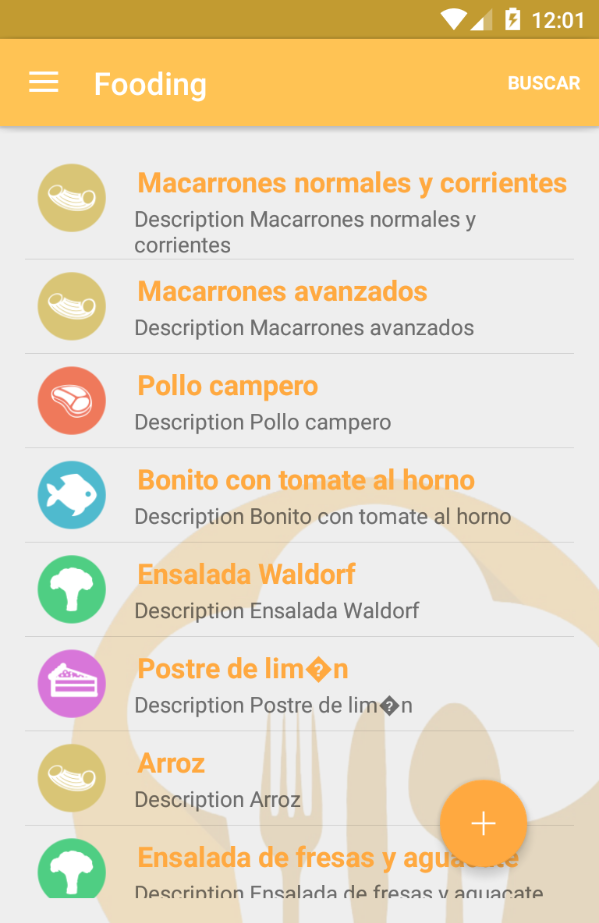 12:01
Fooding
BUSCAR
Macarrones normales y corrientes
Description Macarrones normales y
corrientes
Macarrones avanzados
Description Macarrones avanzados
Pollo campero
Description Pollo campero
Bonito con tomate al horno
Description Bonito con tomate al horno
Ensalada Waldorf
Description Ensalada Waldorf
Postre de lim�n
Description Postre de lim�n
Arroz
Description Arroz
Ensalada de fresas y aguacate
Description Ensalada de fresas y aguacate